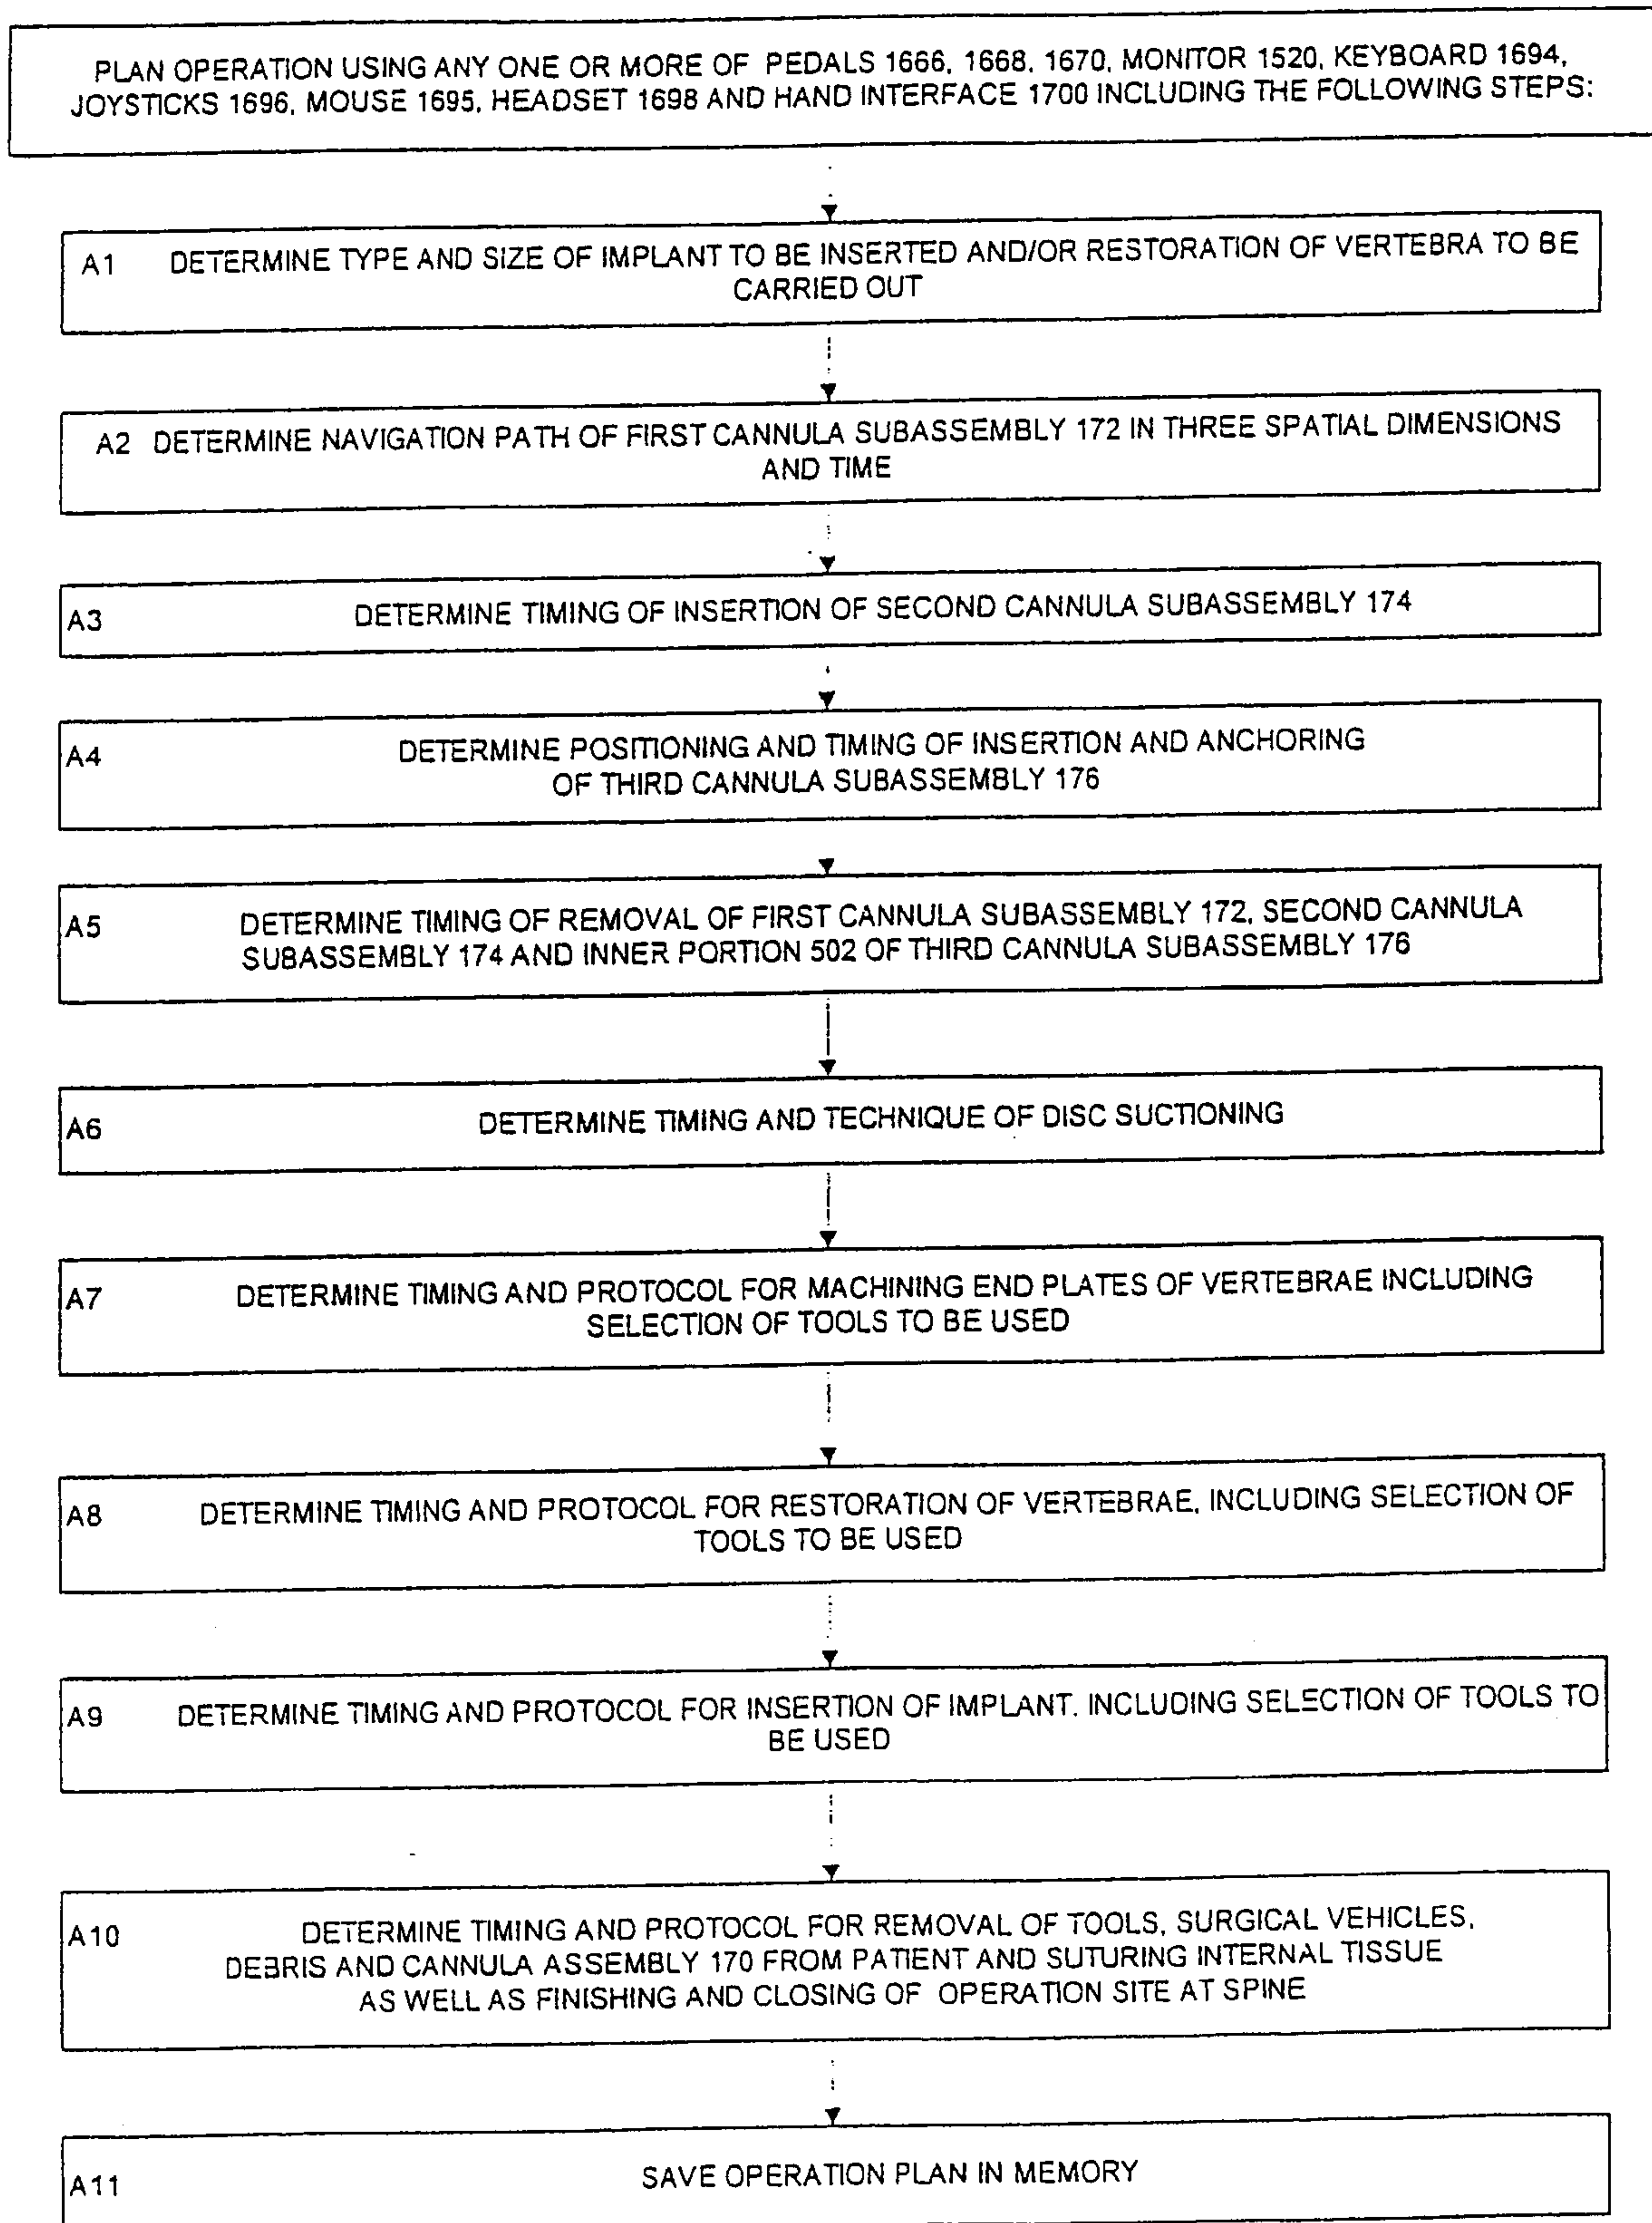 PLAN OPERATION USING ANY ONE OR MORE OF PEDALS 1666, 1668, 1670, MONITOR 1520, KEYBOARD 1694,
JOYSTICKS 1696, MOUSE 1695, HEADSET 1698 AND HAND INTERFACE 1700 INCLUDING THE FOLLOWING STEPS:
A1 DETERMINE TYPE AND SIZE OF IMPLANT TO BE INSERTED AND/OR RESTORATION OF VERTEBRA TO BE
CARRIED OUT
A2 DETERMINE NAVIGATION PATH OF FIRST CANNULA SUBASSEMBLY 172 IN THREE SPATIAL DIMENSIONS
AND TIME
A3 DETERMINE TIMING OF INSERTION OF SECOND CANNULA SUBASSEMBLY 174
A4 DETERMINE POSITIONING AND TIMING OF INSERTION AND ANCHORING
OF THIRD CANNULA SUBASSEMBLY 176
A5 DETERMINE TIMING OF REMOVAL OF FIRST CANNULA SUBASSEMBLY 172, SECOND CANNULA
SUBASSEMBLY 174 AND INNER PORTION 502 OF THIRD CANNULA SUBASSEMBLY 176
A6 DETERMINE TIMING AND TECHNIQUE OF DISC SUCTIONING
A7 DETERMINE TIMING AND PROTOCOL FOR MACHINING END PLATES OF VERTEBRAE INCLUDING
SELECTION OF TOOLS TO BE USED
A8 DETERMINE TIMING AND PROTOCOL FOR RESTORATION OF VERTEBRAE, INCLUDING SELECTION OF
TOOLS TO BE USED
A9 DETERMINE TIMING AND PROTOCOL FOR INSERTION OF IMPLANT, INCLUDING SELECTION OF TOOLS TO
BE USED
A10 DETERMINE TIMING AND PROTOCOL FOR REMOVAL OF TOOLS, SURGICAL VEHICLES,
DEBRIS AND CANNULA ASSEMBLY 170 FROM PATIENT AND SUTURING INTERNAL TISSUE
AS WELL AS FINISHING AND CLOSING OF OPERATION SITE AT SPINE
A11 SAVE OPERATION PLAN IN MEMORY